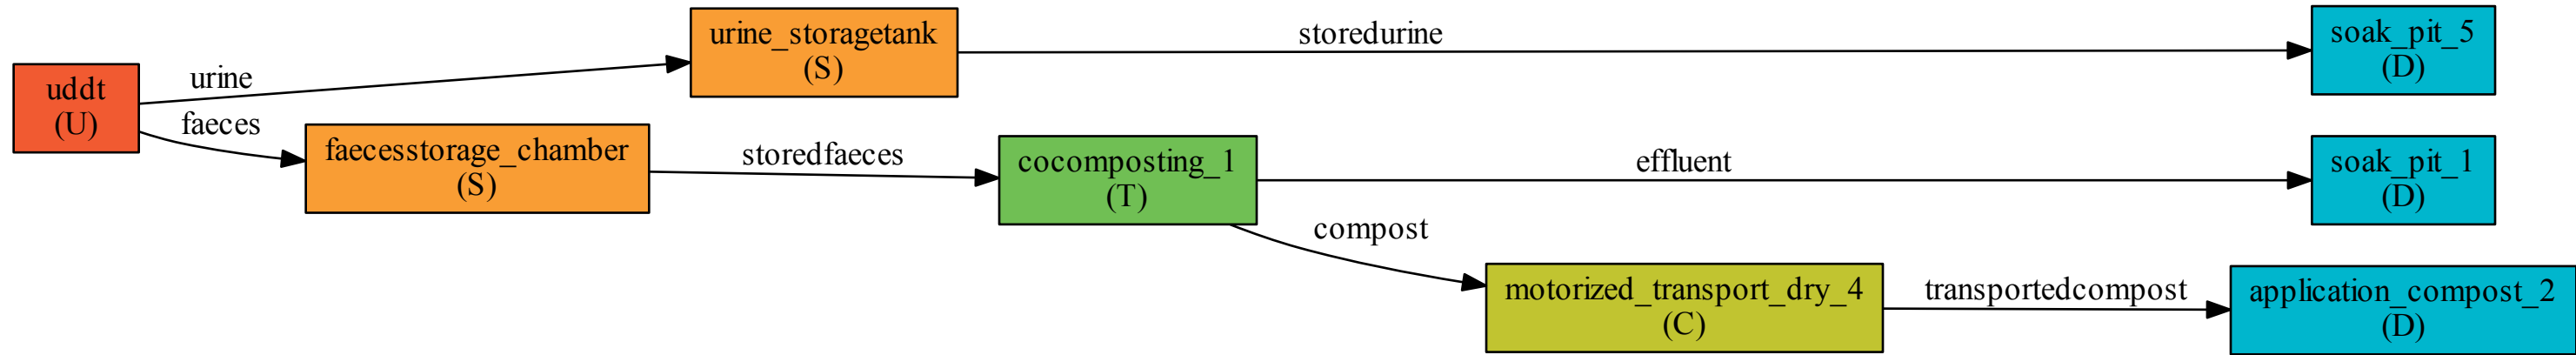 uddt
(U)
urine
faeces
urine_storagetank
(S)
storedurine
soak_pit_5
(D)
faecesstorage_chamber
(S)
storedfaeces
cocomposting_1
(T)
effluent
soak_pit_1
(D)
compost
motorized_transport_dry_4
(C)
transportedcompost
application_compost_2
(D)